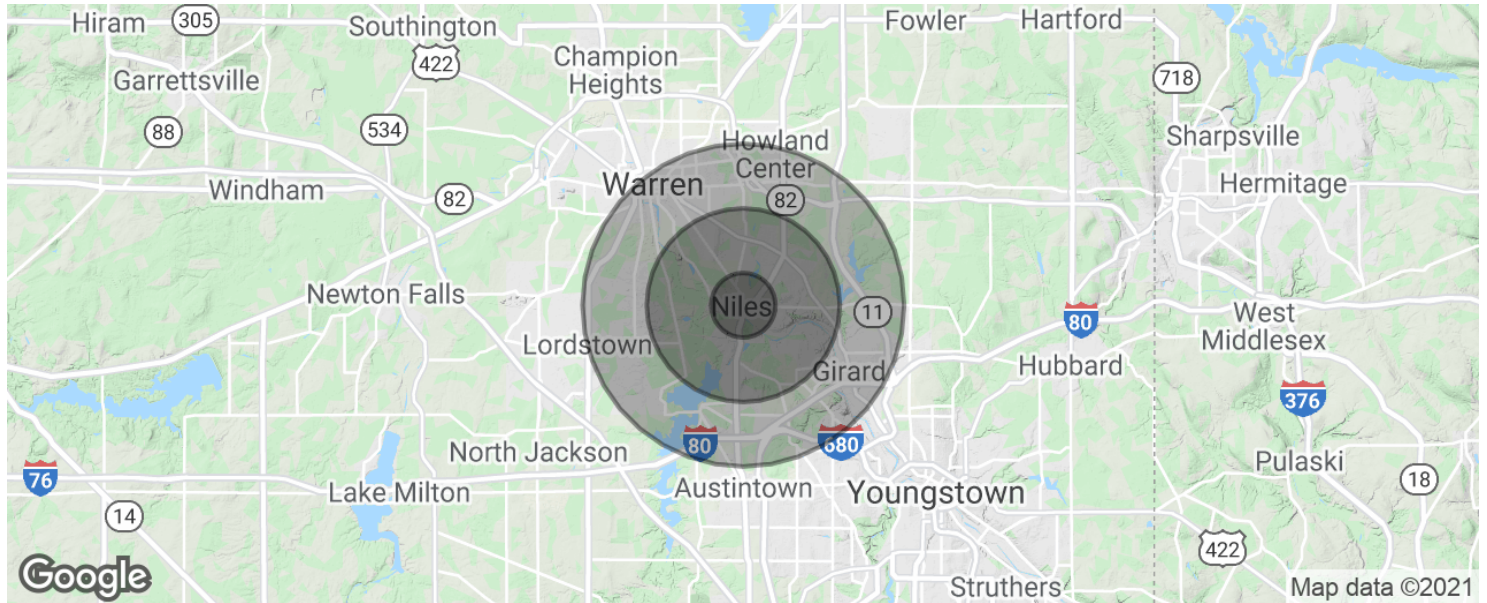 Hiram
305
Southington
Fowler
Hartford
422
Champion
Heights
Garrettsville
718
88
534
Howland
Center
Sharpsville
Windham
82
Warren
82
Hermitage
Newton Falls
Niles
11
80
West
Middlesex
Lordstown
Girard
Hubbard
376
80
680
North Jackson
Pulaski
76
Lake Milton
Austintown
Youngstown
18
14
422
Google
Struthers
Map data ©2021